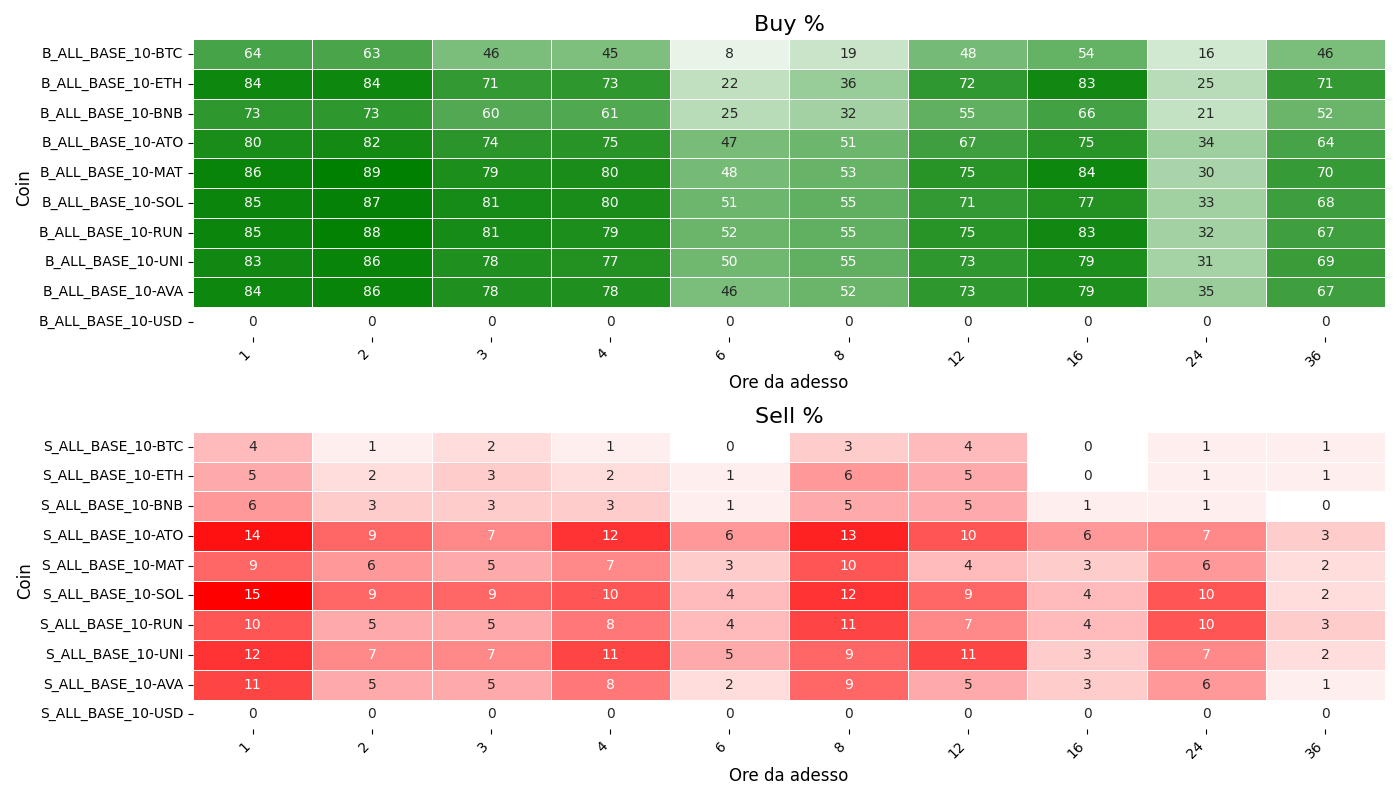 Buy %
Coin
B_ALL_BASE_10-BTC 64 63 46 45 8 19 48 54 16 46
B_ALL_BASE_10-ETH 84 84 71 73 22 36 72 83 25 71
B_ALL_BASE_10-BNB 73 73 60 61 25 32 55 66 21 52
B_ALL_BASE_10-ATO 80 82 74 75 47 51 67 75 34 64
B_ALL_BASE_10-MAT 86 89 79 80 48 53 75 84 30 70
B_ALL_BASE_10-SOL 85 87 81 80 51 55 71 77 33 68
B_ALL_BASE_10-RUN 85 88 81 79 52 55 75 83 32 67
B_ALL_BASE_10-UNI 83 86 78 77 50 55 73 79 31 69
B_ALL_BASE_10-AVA 84 86 78 78 46 52 73 79 35 67
B_ALL_BASE_10-USD 0 0 0 0 0 0 0 0 0 0
1 2 3 4 6 8 12 16 24 36
Ore da adesso
Sell %
Coin
S_ALL_BASE_10-BTC 4 1 2 1 0 3 4 0 1 1
S_ALL_BASE_10-ETH 5 2 3 2 1 6 5 0 1 1
S_ALL_BASE_10-BNB 6 3 3 3 1 5 5 1 1 0
S_ALL_BASE_10-ATO 14 9 7 12 6 13 10 6 7 3
S_ALL_BASE_10-MAT 9 6 5 7 3 10 4 3 6 2
S_ALL_BASE_10-SOL 15 9 9 10 4 12 9 4 10 2
S_ALL_BASE_10-RUN 10 5 5 8 4 11 7 4 10 3
S_ALL_BASE_10-UNI 12 7 7 11 5 9 11 3 7 2
S_ALL_BASE_10-AVA 11 5 5 8 2 9 5 3 6 1
S_ALL_BASE_10-USD 0 0 0 0 0 0 0 0 0 0
1 2 3 4 6 8 12 16 24 36
Ore da adesso